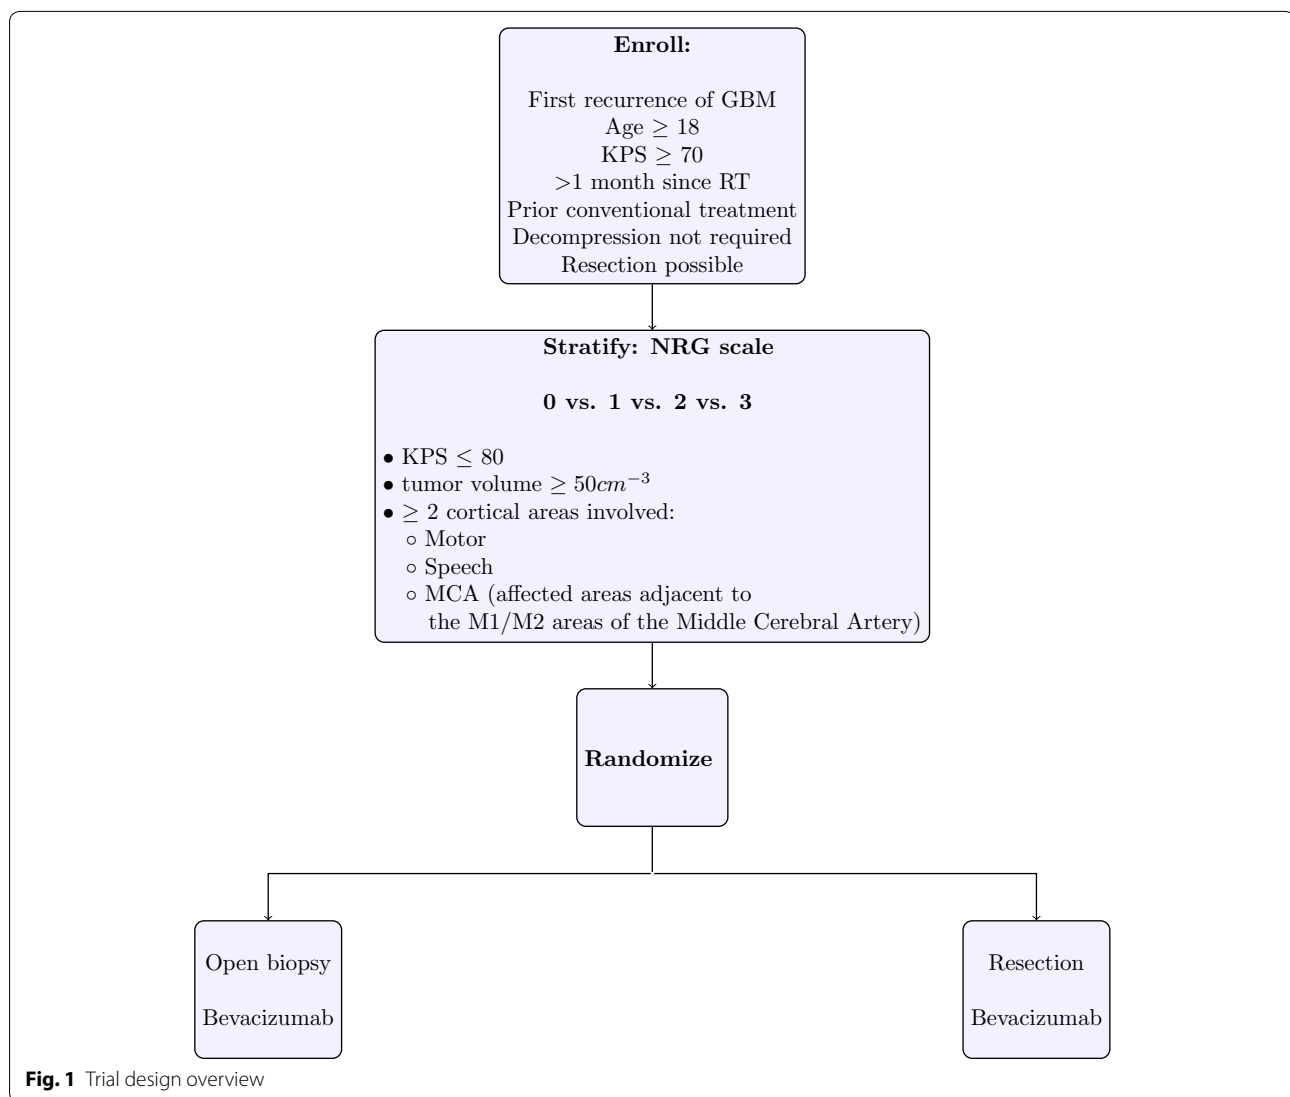 Enroll:
First recurrence of GBM
Age ≥ 18
KPS ≥ 70
>1 month since RT
Prior conventional treatment
Decompression not required
Resection possible
Stratify: NRG scale
0 vs. 1 vs. 2 vs. 3
• KPS ≤ 80
• tumor volume ≥ 50cm⁻³
• ≥ 2 cortical areas involved:
◦ Motor
◦ Speech
◦ MCA (affected areas adjacent to
the M1/M2 areas of the Middle Cerebral Artery)
Randomize
Open biopsy
Bevacizumab
Resection
Bevacizumab
Fig. 1 Trial design overview